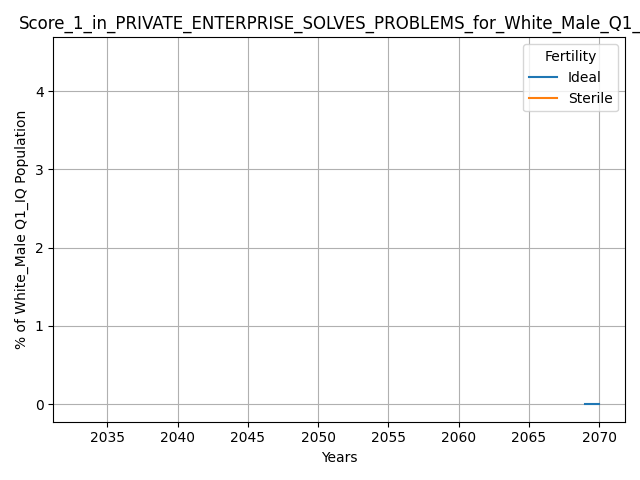 Score_1_in_PRIVATE_ENTERPRISE_SOLVES_PROBLEMS_for_White_Male_Q1_
Fertility
Ideal
Sterile
% of White_Male Q1_IQ Population
4
3
2
1
0
2035 2040 2045 2050 2055 2060 2065 2070
Years